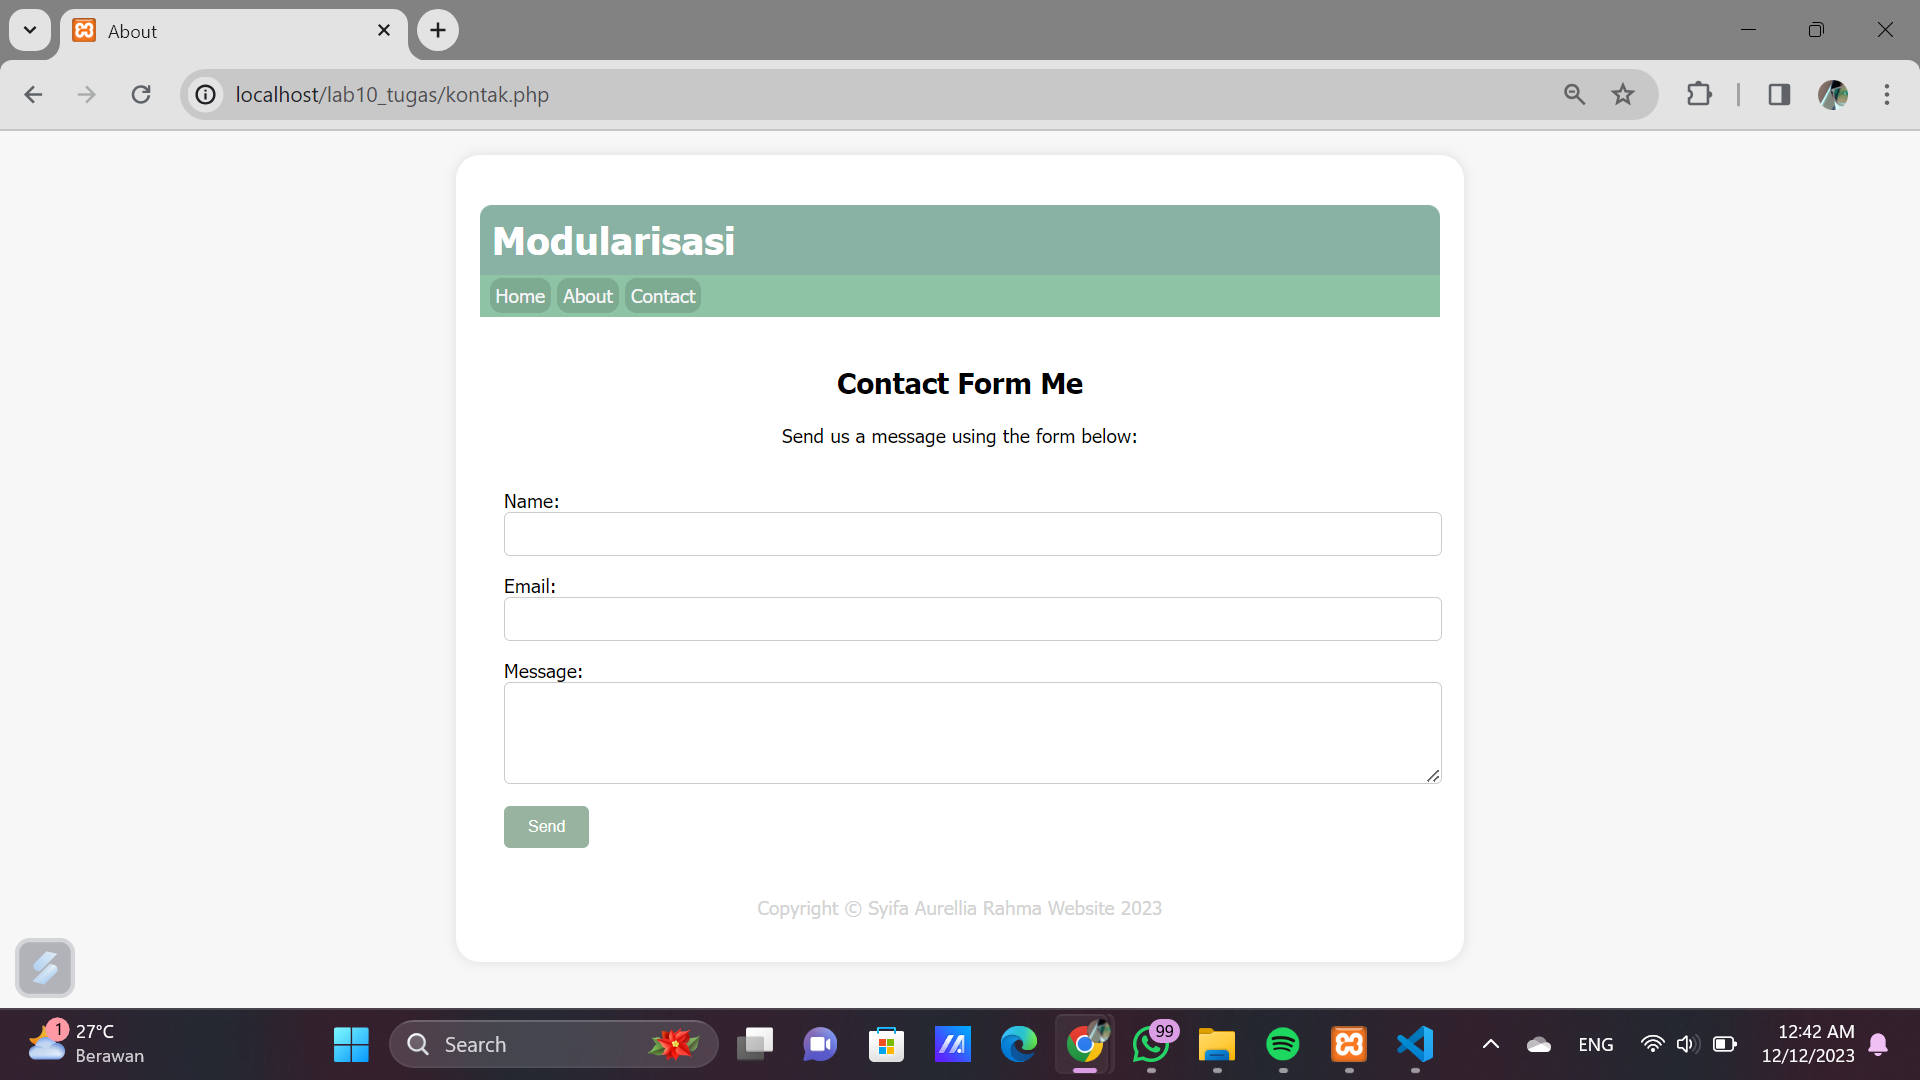 About
localhost/lab10_tugas/kontak.php
Modularisasi
Home About Contact
Contact Form Me
Send us a message using the form below:
Name:
Email:
Message:
Send
Copyright © Syifa Aurellia Rahma Website 2023
1
27°C
Berawan
Search
99
ENG
12:42 AM
12/12/2023